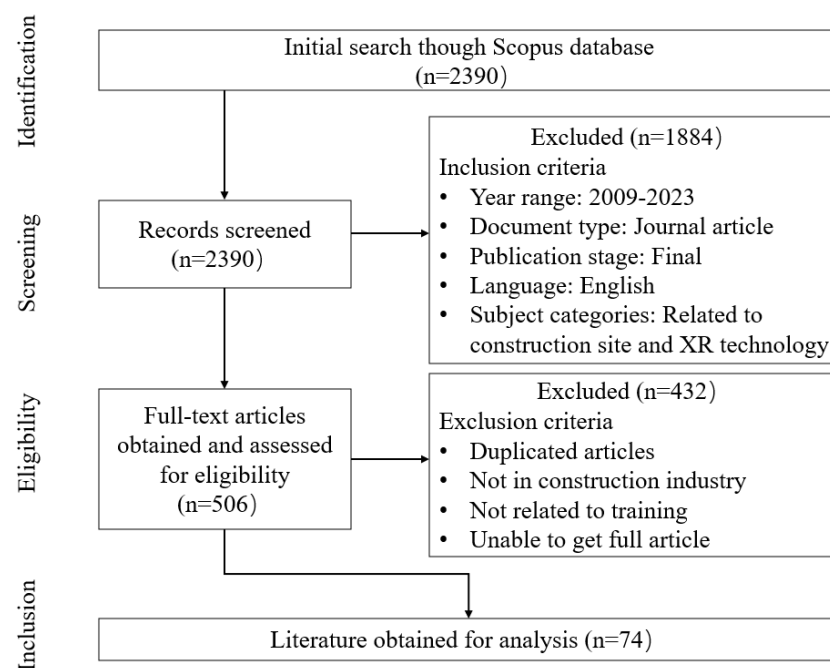 Identification
Initial search though Scopus database
(n=2390)
Screening
Records screened
(n=2390)
Excluded (n=1884)
Inclusion criteria
• Year range: 2009-2023
• Document type: Journal article
• Publication stage: Final
• Language: English
• Subject categories: Related to
construction site and XR technology
Eligibility
Full-text articles
obtained and assessed
for eligibility
(n=506)
Excluded (n=432)
Exclusion criteria
• Duplicated articles
• Not in construction industry
• Not related to training
• Unable to get full article
Inclusion
Literature obtained for analysis (n=74)